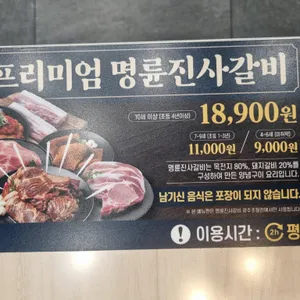 프리미엄 명륜진사갈비
10세 이상 (초등 4년이상) 18,900원
7-9세 (초등 1-3년) 4-6세 (미취학)
11,000원 / 9,000원
명륜진사갈비는 목전지 80%, 돼지갈비 20%를
구성하여 만든 양념구이 요리입니다.
남기신 음식은 포장이 되지 않습니다.
이용시간 : 2h 평